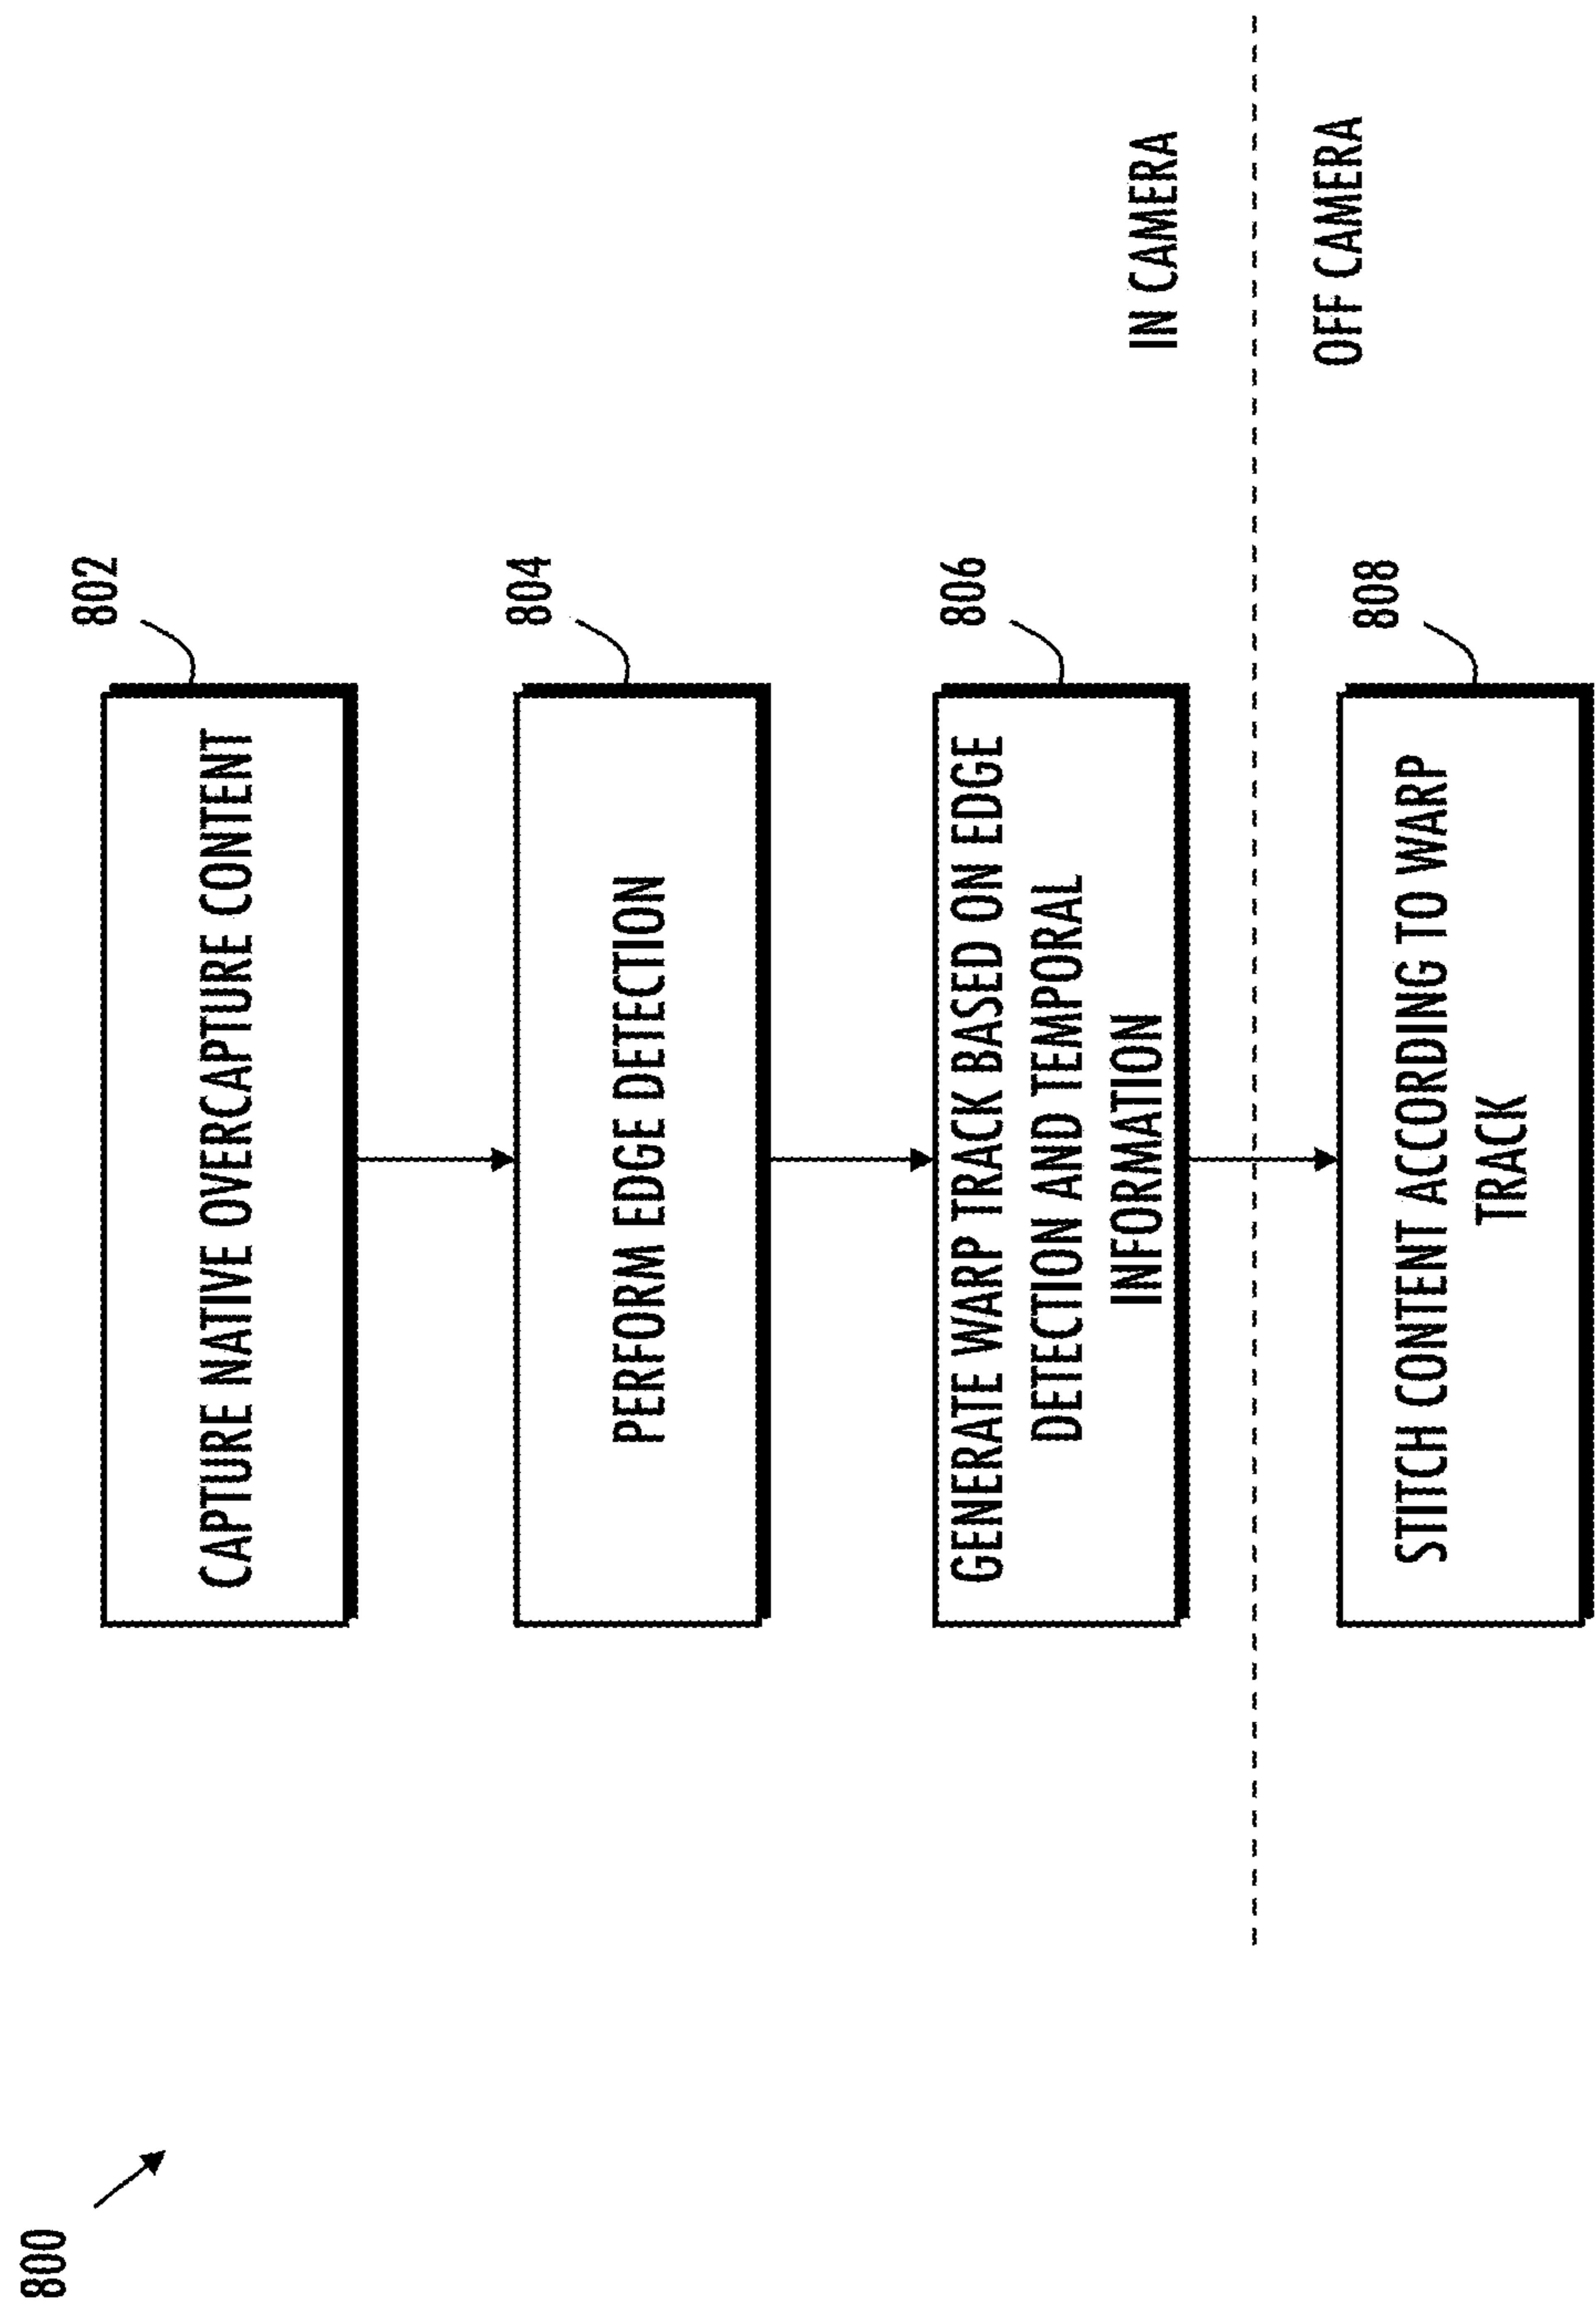 800
802
CAPTURE NATIVE OVERCAPTURE CONTENT
804
PERFORM EDGE DETECTION
806
GENERATE WARP TRACK BASED ON EDGE
DETECTION AND TEMPORAL
INFORMATION
IN CAMERA
OFF CAMERA
808
STITCH CONTENT ACCORDING TO WARP
TRACK